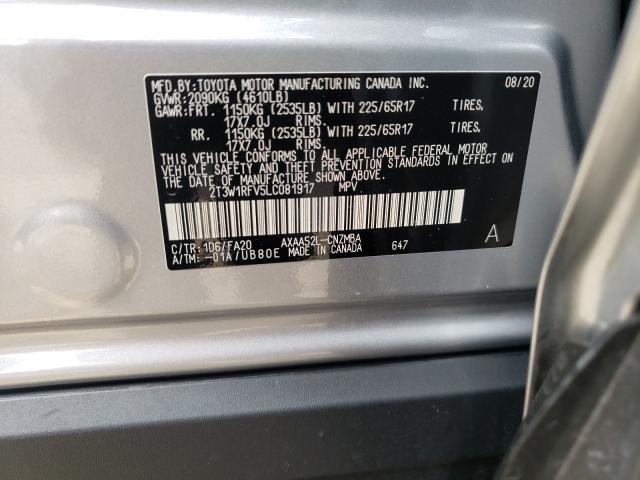 MFD.BY:TOYOTA MOTOR MANUFACTURING CANADA INC. 08/20
GVWR:2090KG (4610LB)
GAWR:FRT. 1150KG (2535LB) WITH 225/65R17 TIRES,
17X7.0J RIMS.
RR. 1150KG (2535LB) WITH 225/65R17 TIRES,
17X7.0J RIMS.
THIS VEHICLE CONFORMS TO ALL APPLICABLE FEDERAL MOTOR
VEHICLE SAFETY AND THEFT PREVENTION STANDARDS IN EFFECT
ON THE DATE OF MANUFACTURE SHOWN ABOVE.
2T3W1RFV5LC081917 MPV
C/TR:1D6/FA20 AXAA52L-CNZMBA 647 A
A/TM:-01A/UB80E MADE IN CANADA